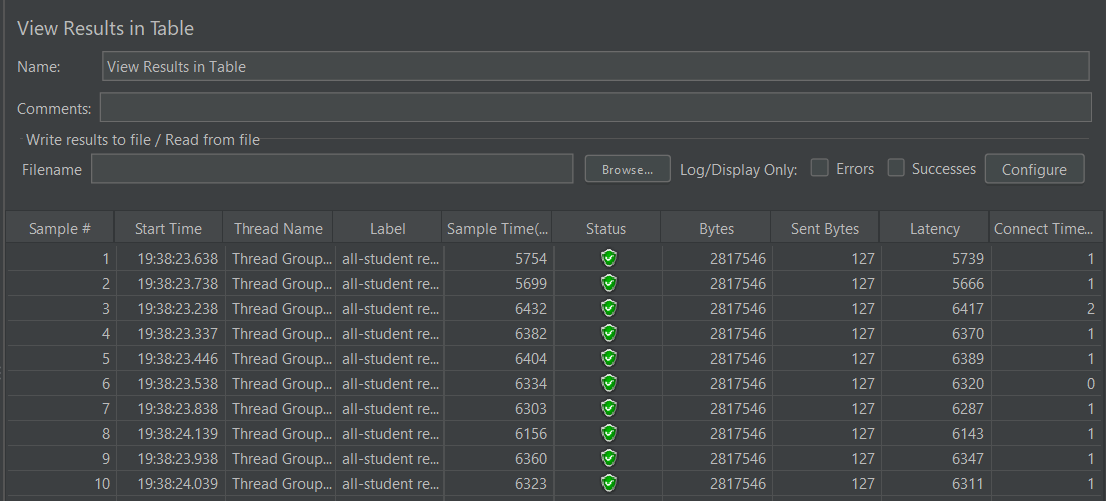 View Results in Table
Name: View Results in Table
Comments:
Write results to file / Read from file
Filename Browse... Log/Display Only: Errors Successes Configure
Sample # Start Time Thread Name Label Sample Time(... Status Bytes Sent Bytes Latency Connect Time...
1 19:38:23.638 Thread Group... all-student re... 5754 2817546 127 5739 1
2 19:38:23.738 Thread Group... all-student re... 5699 2817546 127 5666 1
3 19:38:23.238 Thread Group... all-student re... 6432 2817546 127 6417 2
4 19:38:23.337 Thread Group... all-student re... 6382 2817546 127 6370 1
5 19:38:23.446 Thread Group... all-student re... 6404 2817546 127 6389 1
6 19:38:23.538 Thread Group... all-student re... 6334 2817546 127 6320 0
7 19:38:23.838 Thread Group... all-student re... 6303 2817546 127 6287 1
8 19:38:24.139 Thread Group... all-student re... 6156 2817546 127 6143 1
9 19:38:23.938 Thread Group... all-student re... 6360 2817546 127 6347 1
10 19:38:24.039 Thread Group... all-student re... 6323 2817546 127 6311 1